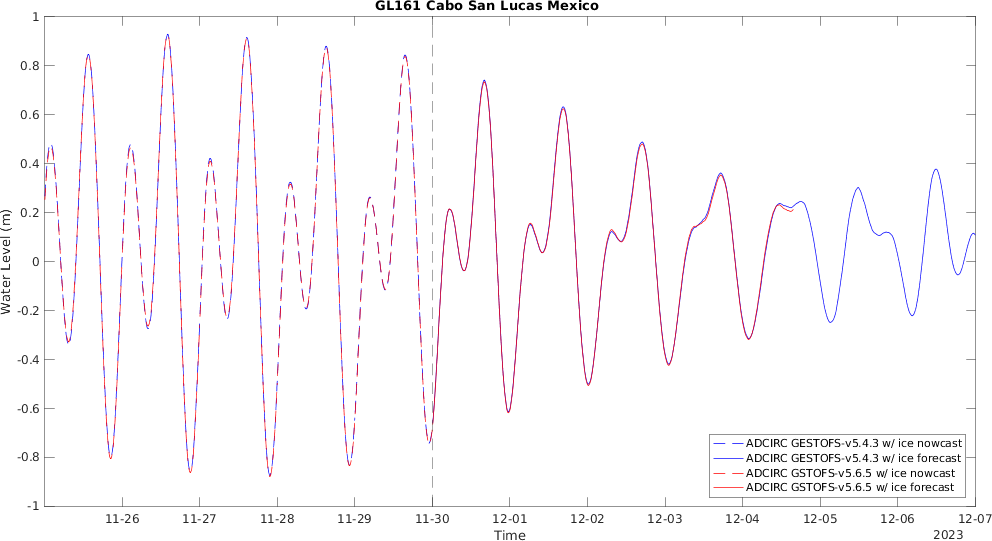 GL161 Cabo San Lucas Mexico
1
0.8
0.6
0.4
0.2
0
-0.2
-0.4
-0.6
-0.8
-1
Water Level (m)
11-26 11-27 11-28 11-29 11-30 12-01 12-02 12-03 12-04 12-05 12-06 12-07
Time
2023
ADCIRC GESTOFS-v5.4.3 w/ ice nowcast
ADCIRC GESTOFS-v5.4.3 w/ ice forecast
ADCIRC GSTOFS-v5.6.5 w/ ice nowcast
ADCIRC GSTOFS-v5.6.5 w/ ice forecast